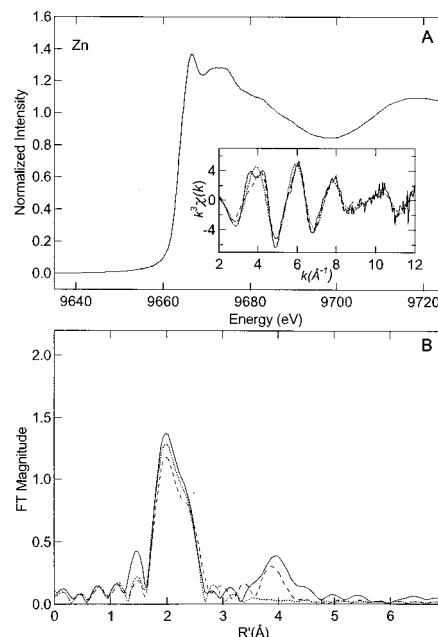 A
Zn
Normalized Intensity
1.6
1.4
1.2
1.0
0.8
0.6
0.4
0.2
0.0
k³χ(k)
4
0
-4
2 4 6 8 10 12
k(Å⁻¹)
9640 9660 9680 9700 9720
Energy (eV)
B
FT Magnitude
2.0
1.5
1.0
0.5
0.0
0 1 2 3 4 5 6
R'(Å)